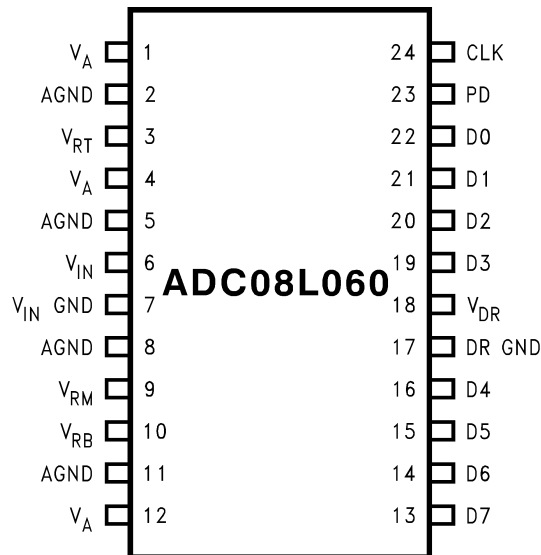 V_A 1 24 CLK
AGND 2 23 PD
V_RT 3 22 D0
V_A 4 21 D1
AGND 5 20 D2
V_IN 6 19 D3
ADC08L060
V_IN GND 7 18 V_DR
AGND 8 17 DR GND
V_RM 9 16 D4
V_RB 10 15 D5
AGND 11 14 D6
V_A 12 13 D7